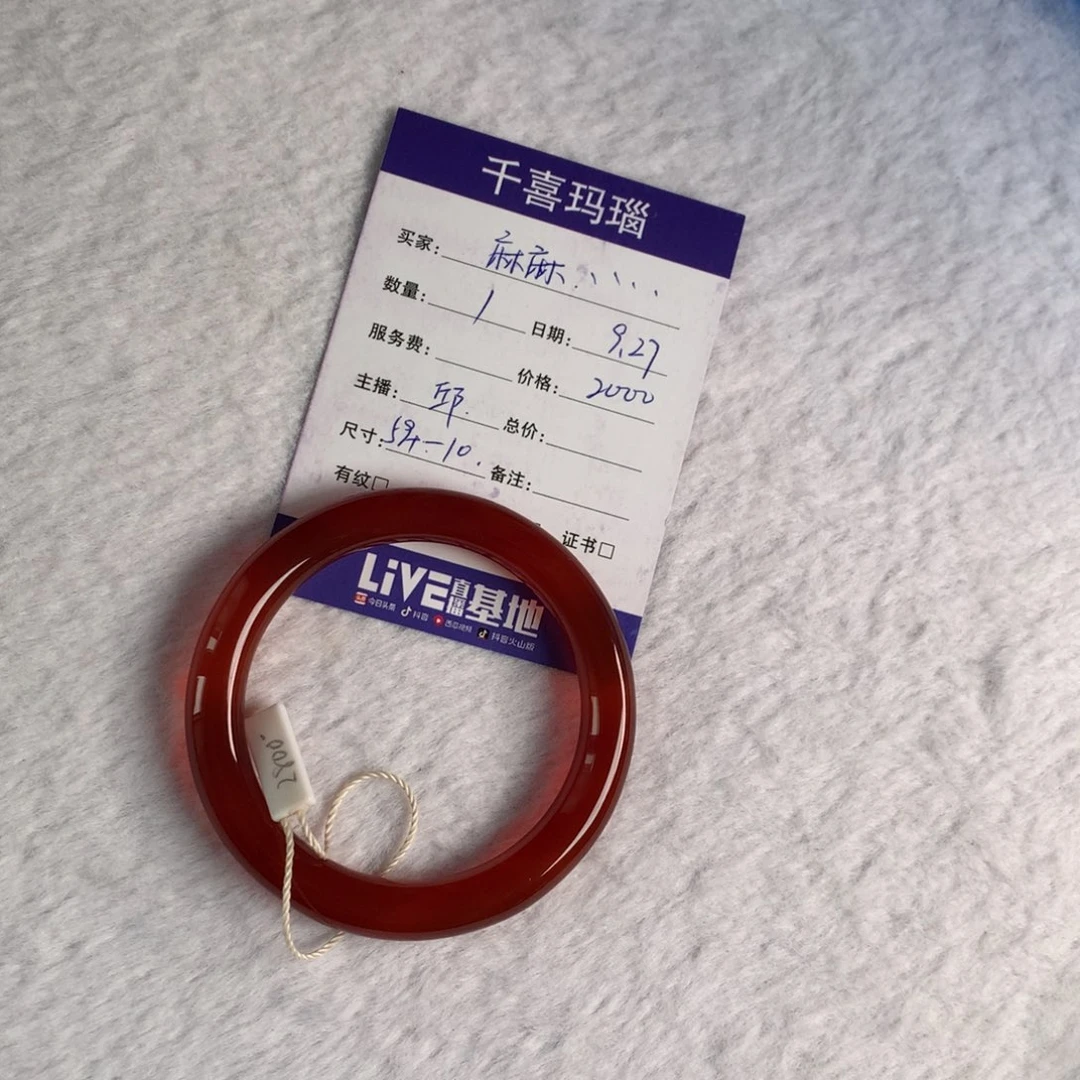 千喜玛瑙
买家: 麻麻、、、、
数量: 1 日期: 9.27
服务费: 价格: 2000
主播: 邱. 总价:
尺寸: 594-10. 备注:
有纹□
证书□
LiVE直播基地
今日头条 抖音 西瓜视频 抖音火山版